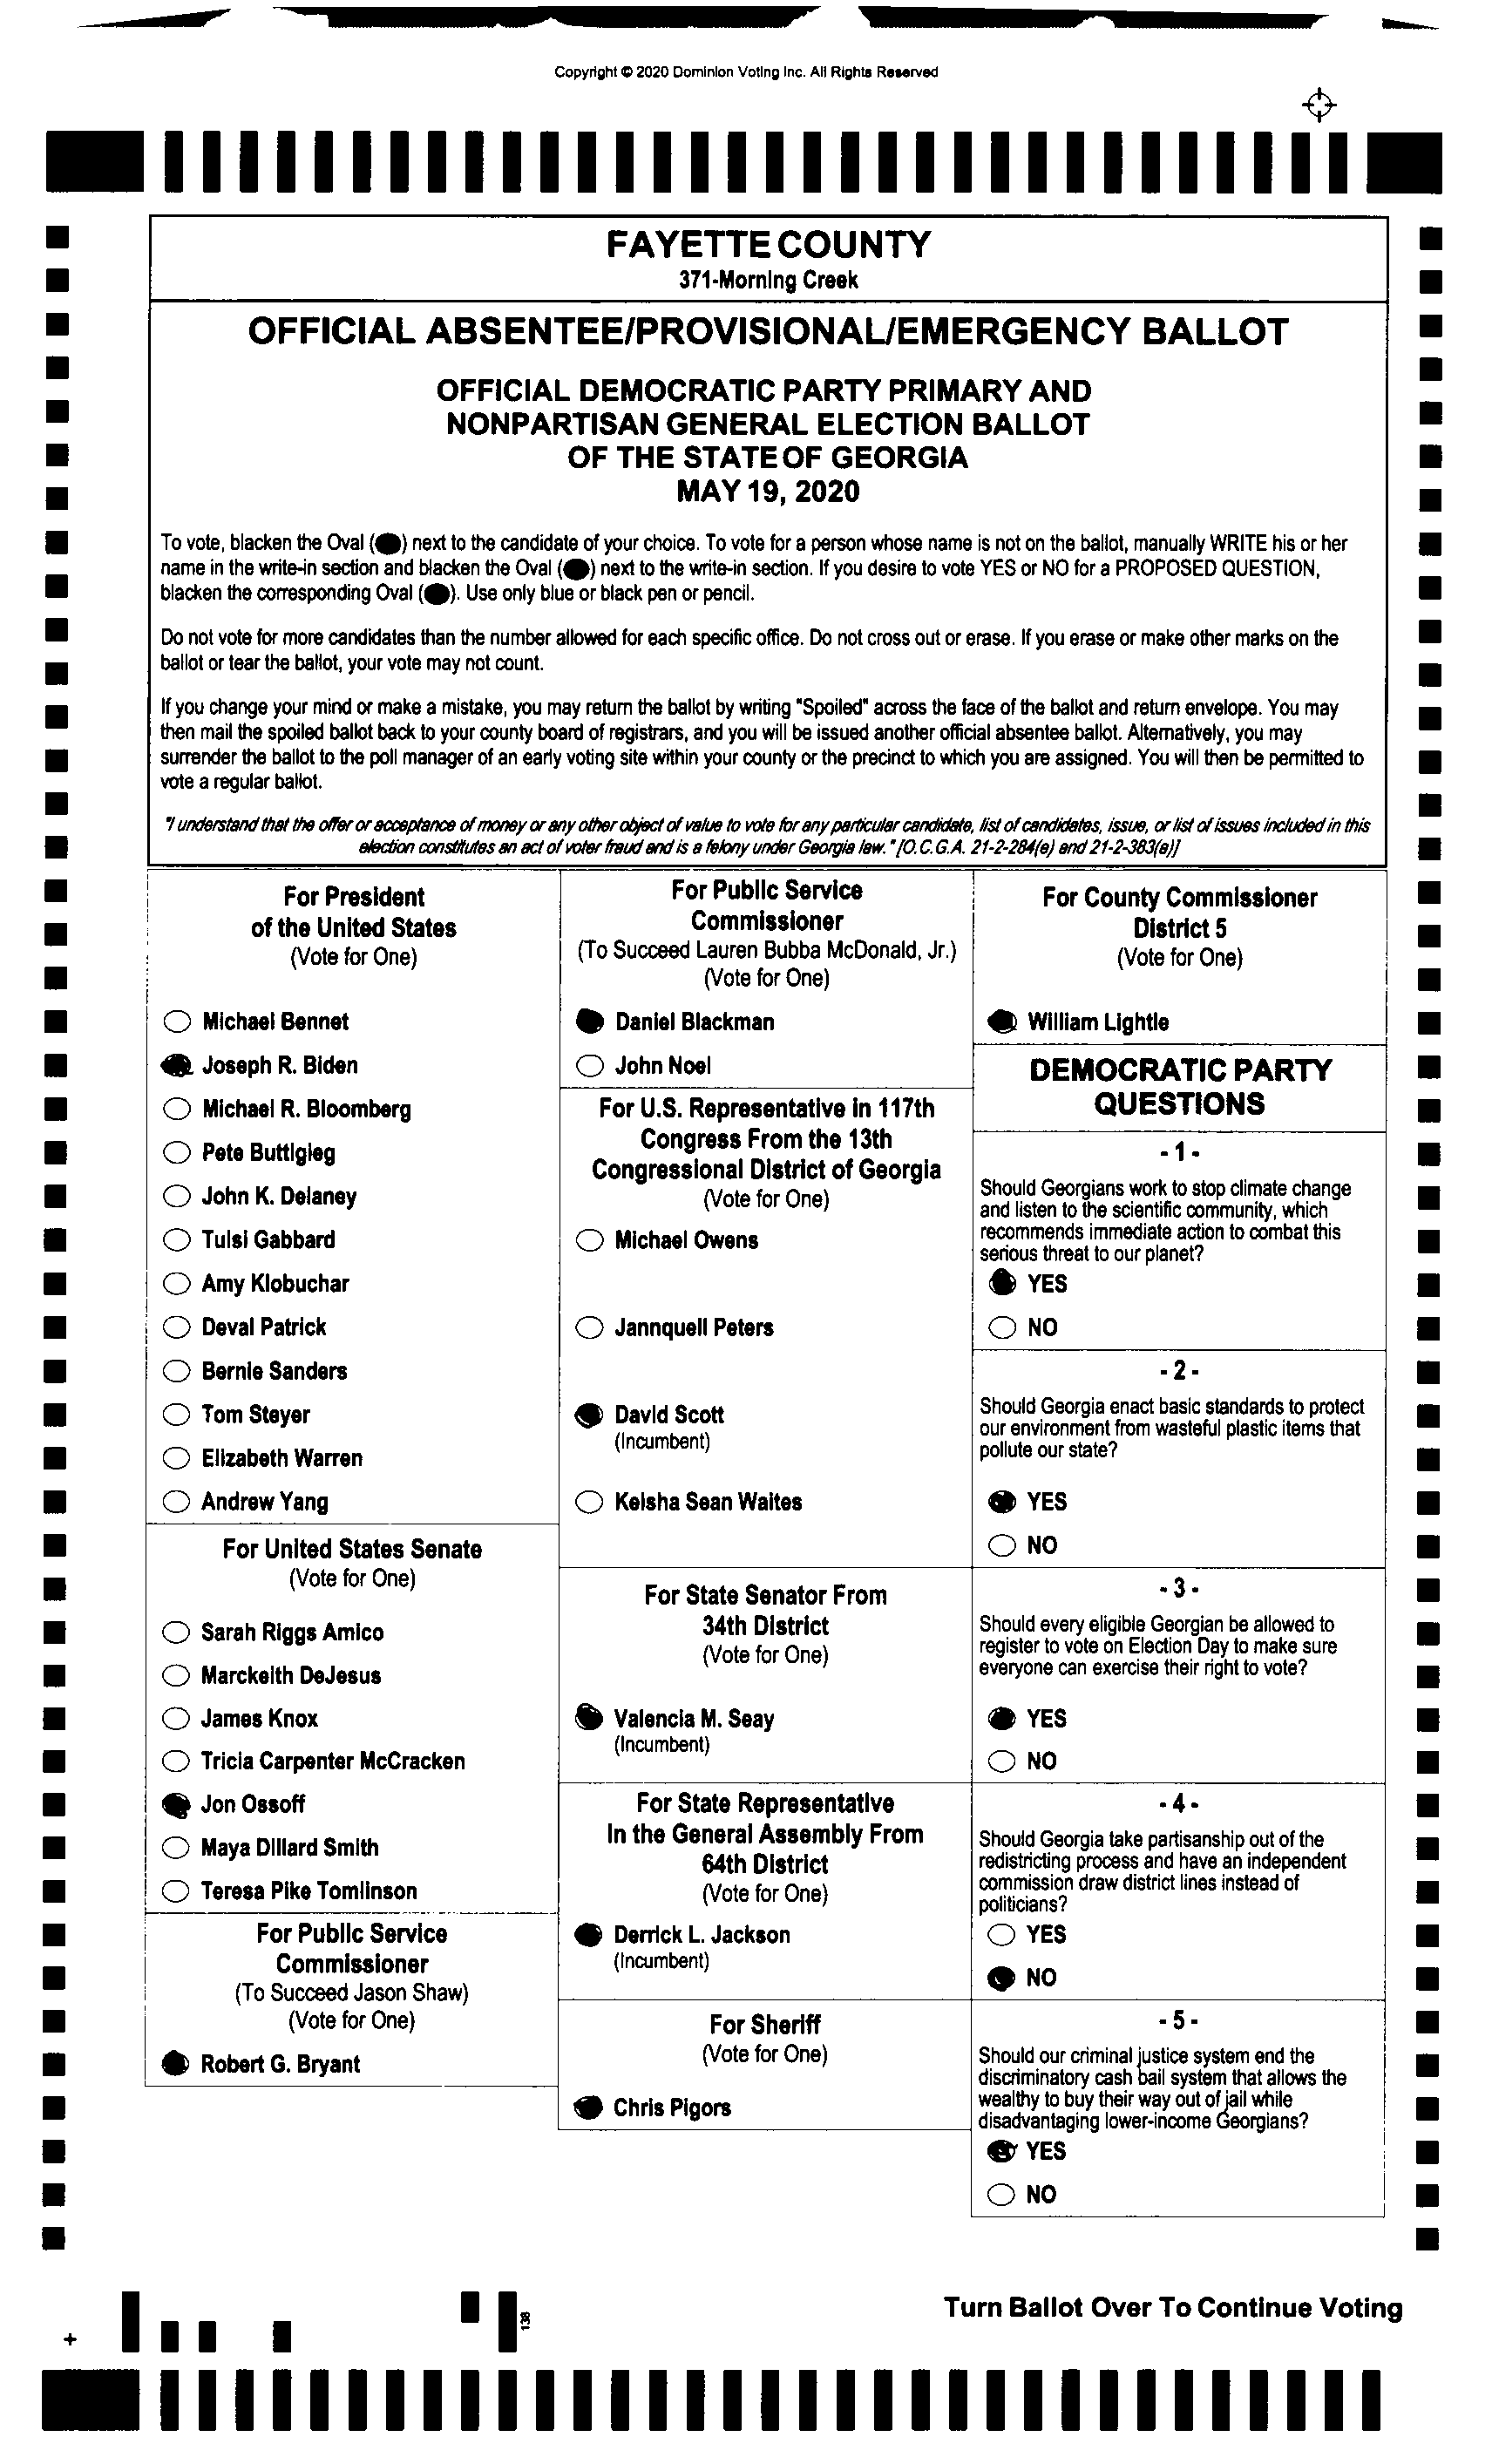 Copyright © 2020 Dominion Voting Inc. All Rights Reserved
FAYETTE COUNTY
371-Morning Creek
OFFICIAL ABSENTEE/PROVISIONAL/EMERGENCY BALLOT
OFFICIAL DEMOCRATIC PARTY PRIMARY AND
NONPARTISAN GENERAL ELECTION BALLOT
OF THE STATE OF GEORGIA
MAY 19, 2020
To vote, blacken the Oval ( ) next to the candidate of your choice. To vote for a person whose name is not on the ballot, manually WRITE his or her
name in the write-in section and blacken the Oval ( ) next to the write-in section. If you desire to vote YES or NO for a PROPOSED QUESTION,
blacken the corresponding Oval ( ). Use only blue or black pen or pencil.
Do not vote for more candidates than the number allowed for each specific office. Do not cross out or erase. If you erase or make other marks on the
ballot or tear the ballot, your vote may not count.
If you change your mind or make a mistake, you may return the ballot by writing "Spoiled" across the face of the ballot and return envelope. You may
then mail the spoiled ballot back to your county board of registrars, and you will be issued another official absentee ballot. Alternatively, you may
surrender the ballot to the poll manager of an early voting site within your county or the precinct to which you are assigned. You will then be permitted to
vote a regular ballot.
"I understand that the offer or acceptance of money or any other object of value to vote for any particular candidate, list of candidates, issue, or list of issues included in this
election constitutes an act of voter fraud and is a felony under Georgia law." [O.C.G.A. 21-2-284(e) and 21-2-383(a)]
For President
of the United States
(Vote for One)
Michael Bennet
Joseph R. Biden
Michael R. Bloomberg
Pete Buttigieg
John K. Delaney
Tulsi Gabbard
Amy Klobuchar
Deval Patrick
Bernie Sanders
Tom Steyer
Elizabeth Warren
Andrew Yang
For United States Senate
(Vote for One)
Sarah Riggs Amico
Marckeith DeJesus
James Knox
Tricia Carpenter McCracken
Jon Ossoff
Maya Dillard Smith
Teresa Pike Tomlinson
For Public Service
Commissioner
(To Succeed Jason Shaw)
(Vote for One)
Robert G. Bryant
For Public Service
Commissioner
(To Succeed Lauren Bubba McDonald, Jr.)
(Vote for One)
Daniel Blackman
John Noel
For U.S. Representative in 117th
Congress From the 13th
Congressional District of Georgia
(Vote for One)
Michael Owens
Jannquell Peters
David Scott
(Incumbent)
Keisha Sean Waites
For State Senator From
34th District
(Vote for One)
Valencia M. Seay
(Incumbent)
For State Representative
In the General Assembly From
64th District
(Vote for One)
Derrick L. Jackson
(Incumbent)
For Sheriff
(Vote for One)
Chris Pigors
For County Commissioner
District 5
(Vote for One)
William Lightle
DEMOCRATIC PARTY
QUESTIONS
- 1 -
Should Georgians work to stop climate change
and listen to the scientific community, which
recommends immediate action to combat this
serious threat to our planet?
YES
NO
- 2 -
Should Georgia enact basic standards to protect
our environment from wasteful plastic items that
pollute our state?
YES
NO
- 3 -
Should every eligible Georgian be allowed to
register to vote on Election Day to make sure
everyone can exercise their right to vote?
YES
NO
- 4 -
Should Georgia take partisanship out of the
redistricting process and have an independent
commission draw district lines instead of
politicians?
YES
NO
- 5 -
Should our criminal justice system end the
discriminatory cash bail system that allows the
wealthy to buy their way out of jail while
disadvantaging lower-income Georgians?
YES
NO
Turn Ballot Over To Continue Voting
138